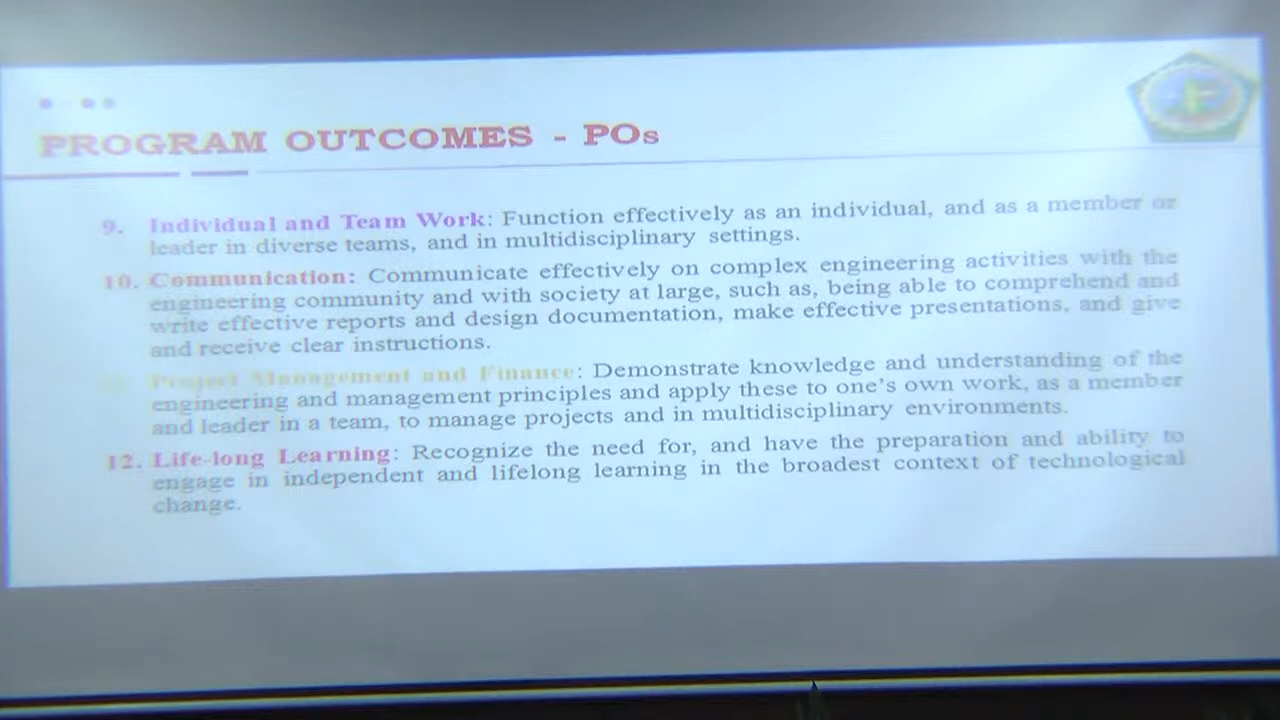 PROGRAM OUTCOMES - POs
9. Individual and Team Work: Function effectively as an individual, and as a member or
leader in diverse teams, and in multidisciplinary settings.
10. Communication: Communicate effectively on complex engineering activities with the
engineering community and with society at large, such as, being able to comprehend and
write effective reports and design documentation, make effective presentations, and give
and receive clear instructions.
Project Management and Finance: Demonstrate knowledge and understanding of the
engineering and management principles and apply these to one's own work, as a member
and leader in a team, to manage projects and in multidisciplinary environments.
12. Life-long Learning: Recognize the need for, and have the preparation and ability to
engage in independent and lifelong learning in the broadest context of technological
change.